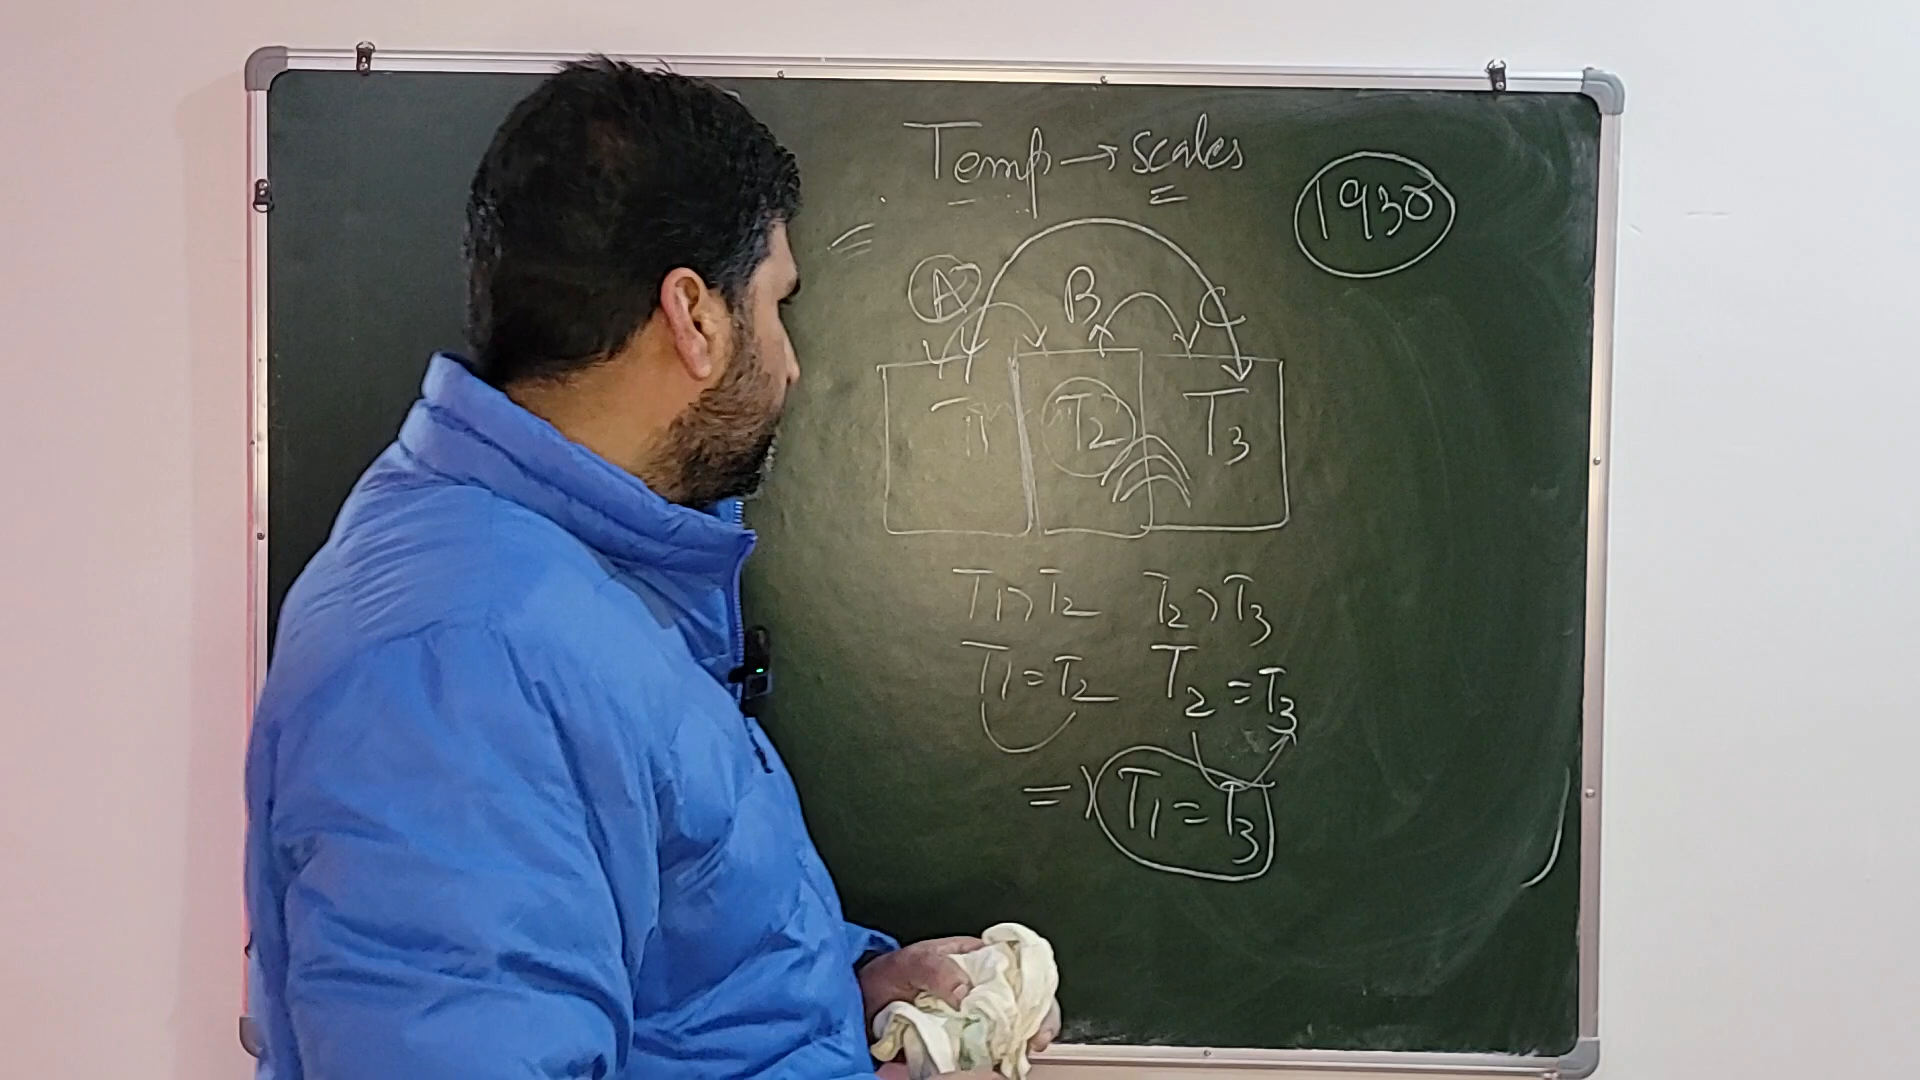 Temp → scales
1930
A B C
T1 T2 T3
T1 > T2 T2 > T3
T1 = T2 T2 = T3
=> T1 = T3